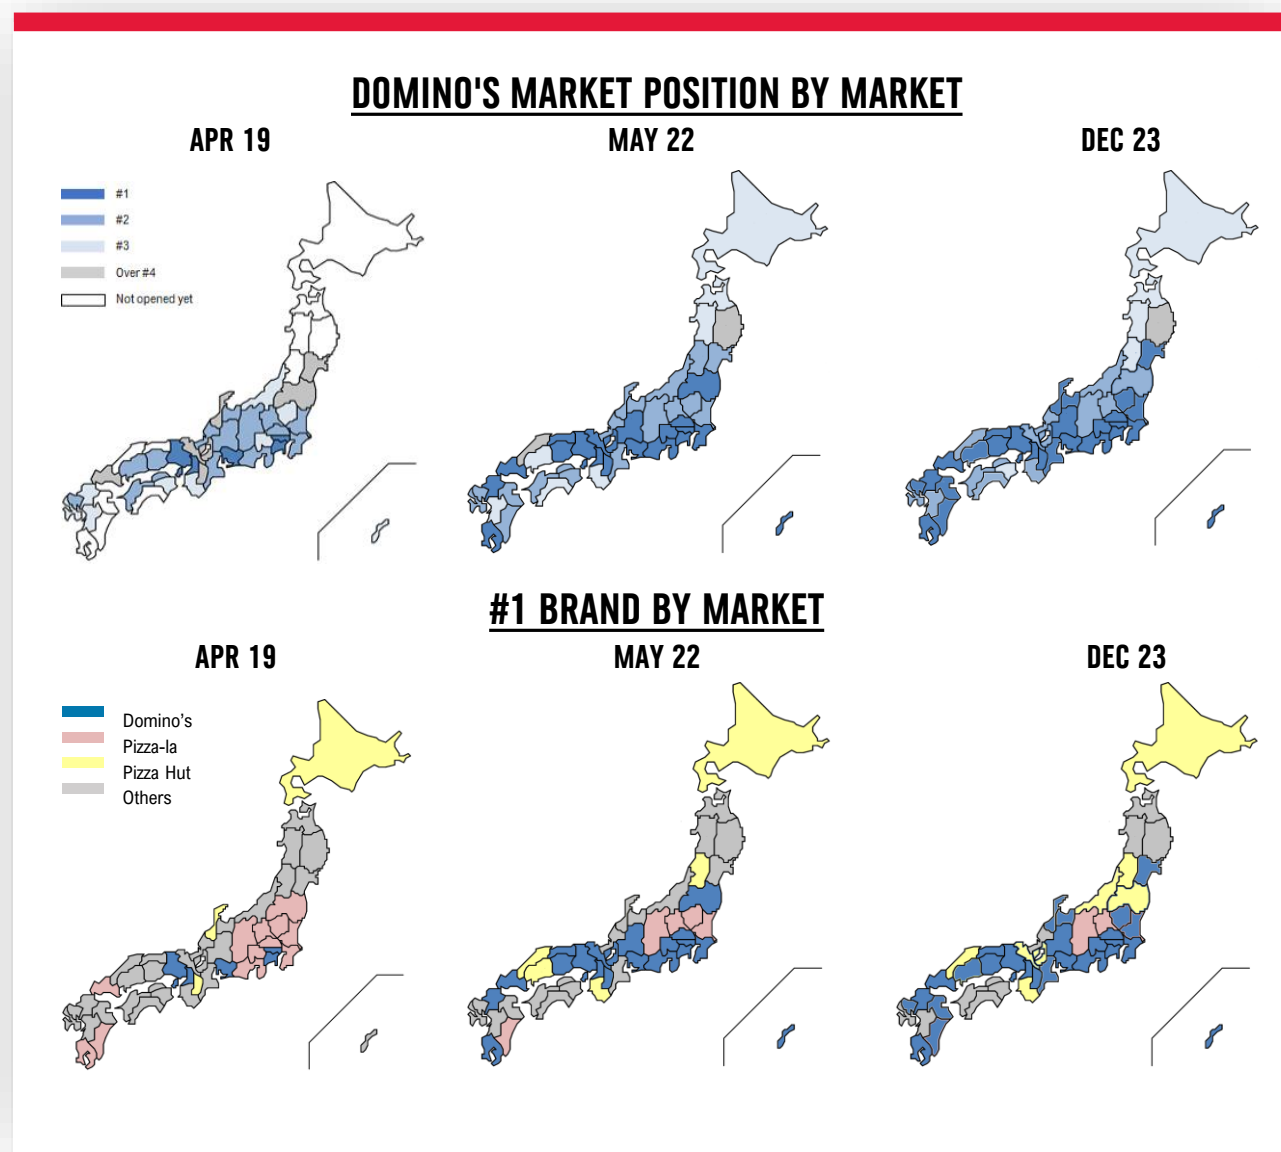 DOMINO'S MARKET POSITION BY MARKET
APR 19
MAY 22
DEC 23
#1
#2
#3
Over #4
Not opened yet
#1 BRAND BY MARKET
APR 19
MAY 22
DEC 23
Domino's
Pizza-la
Pizza Hut
Others